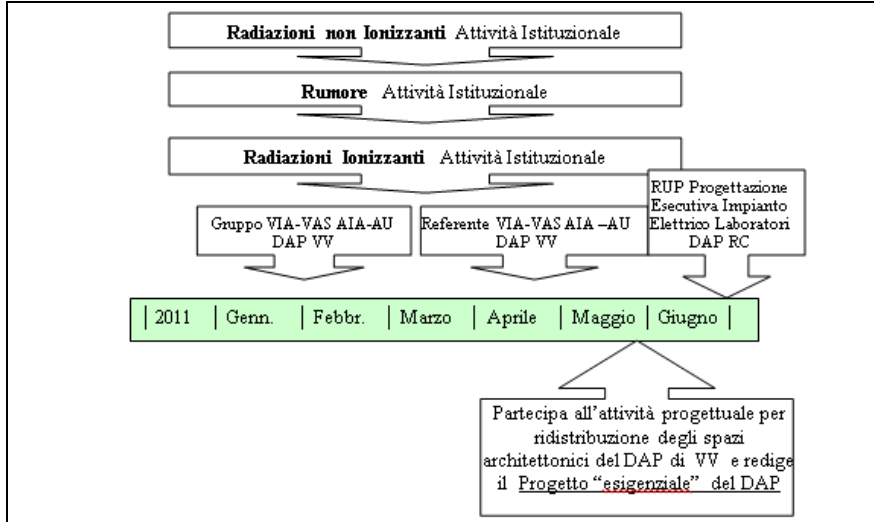 Radiazioni non Ionizzanti Attività Istituzionale
Rumore Attività Istituzionale
Radiazioni Ionizzanti Attività Istituzionale
Gruppo VIA-VAS AIA-AU
DAP VV
Referente VIA-VAS AIA –AU
DAP VV
RUP Progettazione
Esecutiva Impianto
Elettrico Laboratori
DAP RC
| 2011 | Genn. | Febbr. | Marzo | Aprile | Maggio | Giugno |
Partecipa all’attività progettuale per
ridistribuzione degli spazi
architettonici del DAP di VV e redige
il Progetto “esigenziale” del DAP